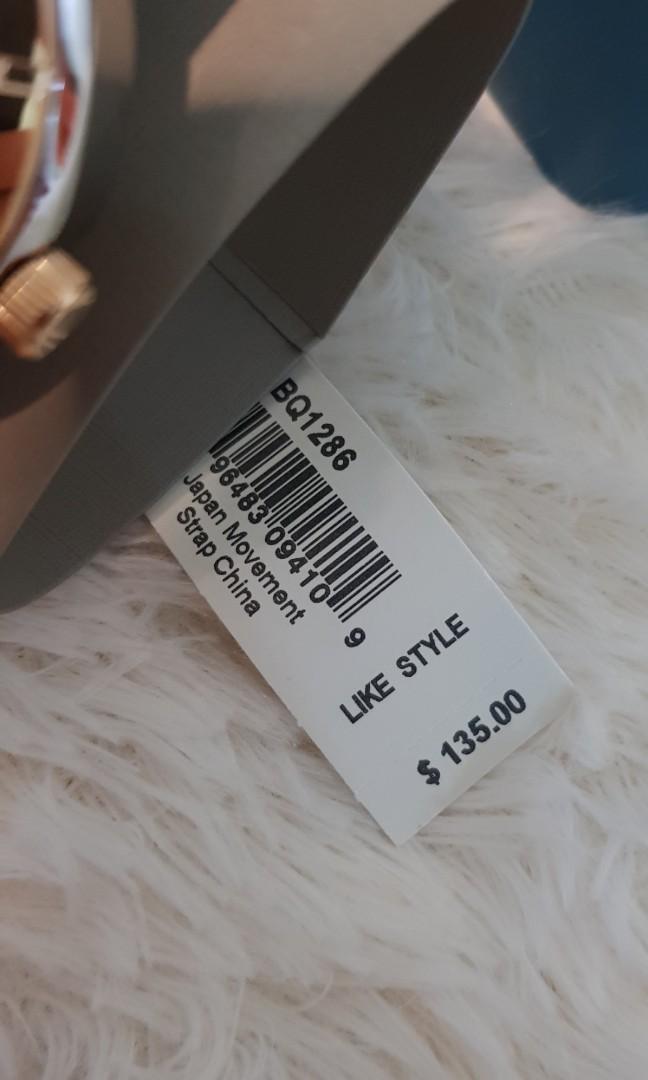 BQ1286
96483 09410 9
Japan Movement
Strap China
LIKE STYLE
$ 135.00